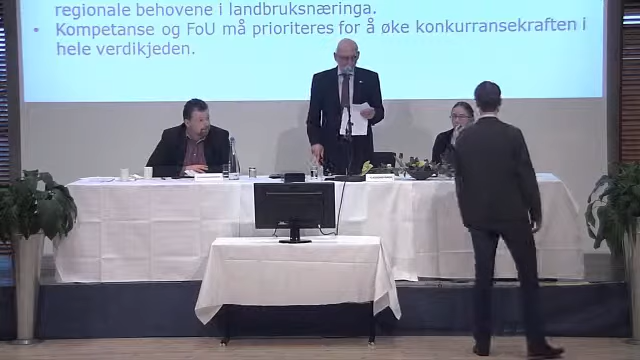 regionale behovene i landbruksnæringa.
• Kompetanse og FoU må prioriteres for å øke konkurransekraften i
hele verdikjeden.